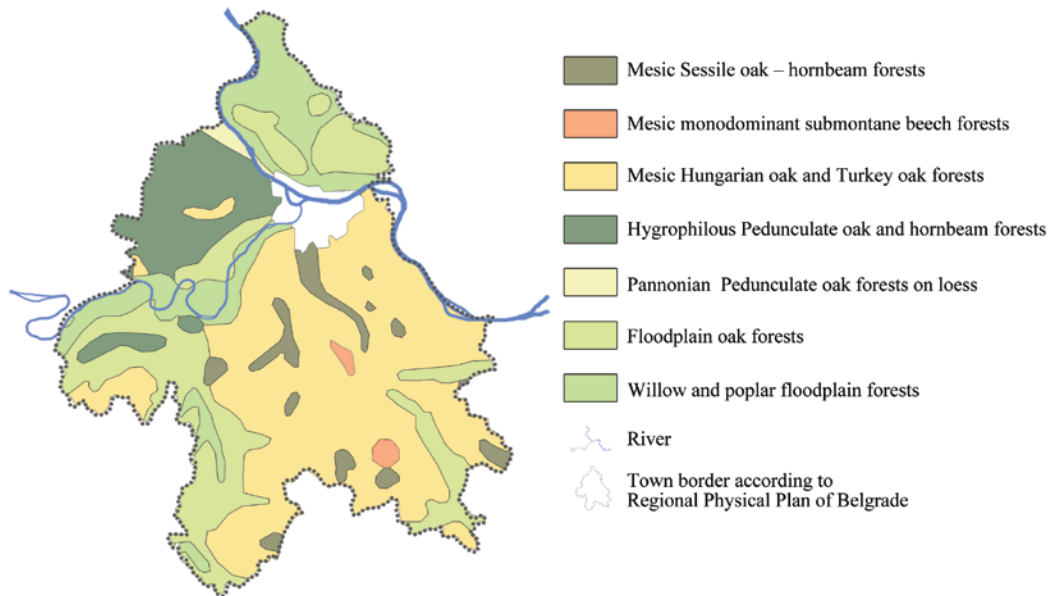 Mesic Sessile oak – hornbeam forests
Mesic monodominant submontane beech forests
Mesic Hungarian oak and Turkey oak forests
Hygrophilous Pedunculate oak and hornbeam forests
Pannonian Pedunculate oak forests on loess
Floodplain oak forests
Willow and poplar floodplain forests
River
Town border according to
Regional Physical Plan of Belgrade